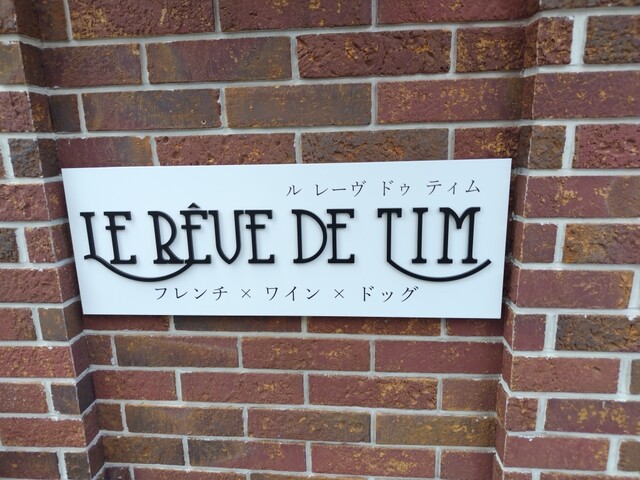 ル レーヴ ドゥ ティム
LE RÊVE DE TIM
フレンチ × ワイン × ドッグ